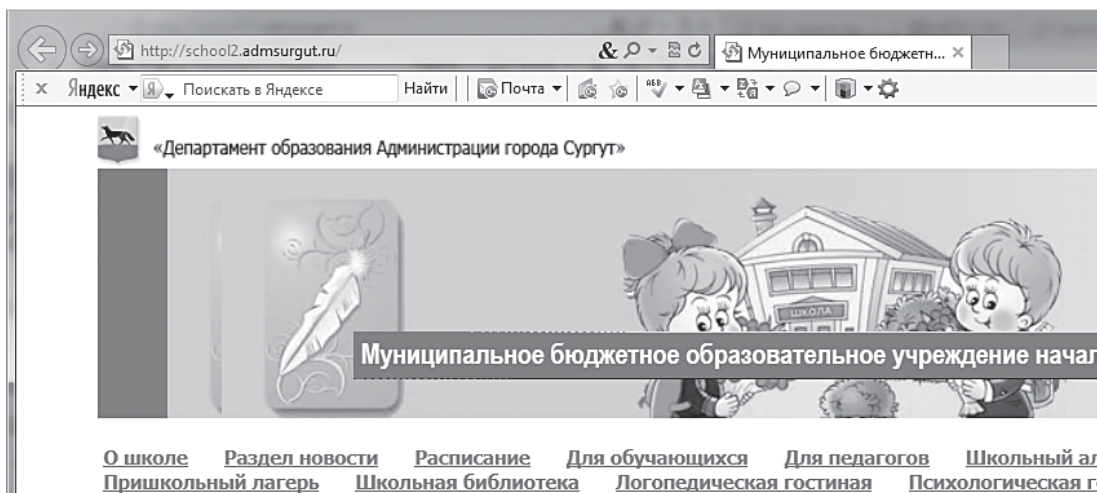 http://school2.admsurgut.ru/ Муниципальное бюджетн...
Яндекс Я Поискать в Яндексе Найти Почта
«Департамент образования Администрации города Сургут»
ШКОЛА
Муниципальное бюджетное образовательное учреждение начал
О школе Раздел новости Расписание Для обучающихся Для педагогов Школьный ал
Пришкольный лагерь Школьная библиотека Логопедическая гостиная Психологическая г